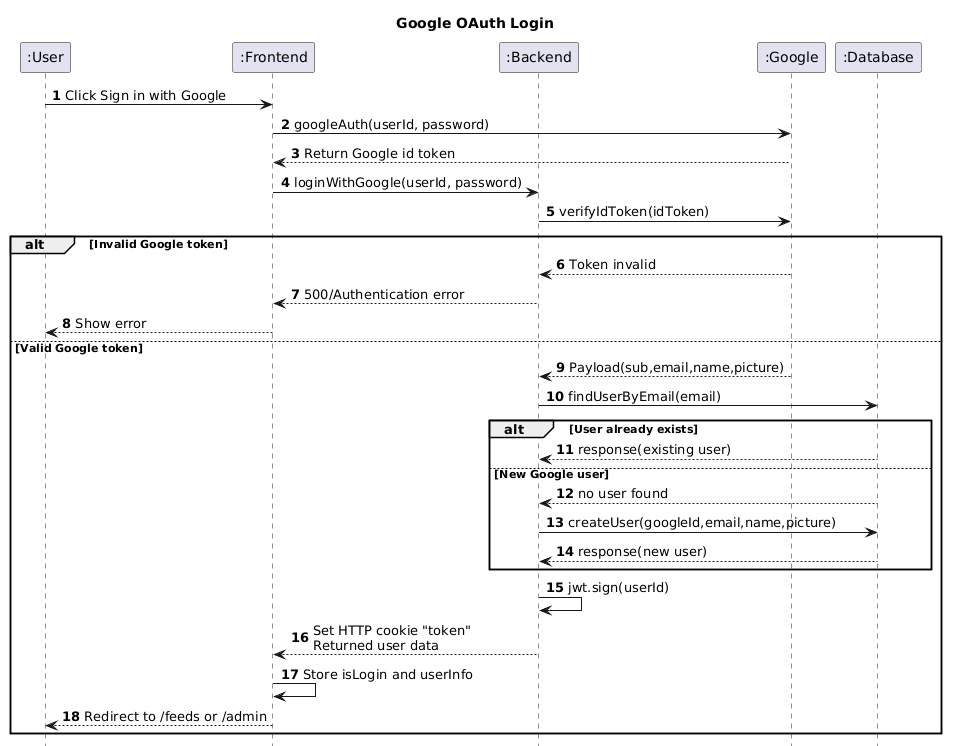 Google OAuth Login
:User
:Frontend
:Backend
:Google
:Database
1 Click Sign in with Google
2 googleAuth(userId, password)
3 Return Google id token
4 loginWithGoogle(userId, password)
5 verifyIdToken(idToken)
alt [Invalid Google token]
6 Token invalid
7 500/Authentication error
8 Show error
[Valid Google token]
9 Payload(sub,email,name,picture)
10 findUserByEmail(email)
alt [User already exists]
11 response(existing user)
[New Google user]
12 no user found
13 createUser(googleId,email,name,picture)
14 response(new user)
15 jwt.sign(userId)
16 Set HTTP cookie "token"
Returned user data
17 Store isLogin and userInfo
18 Redirect to /feeds or /admin